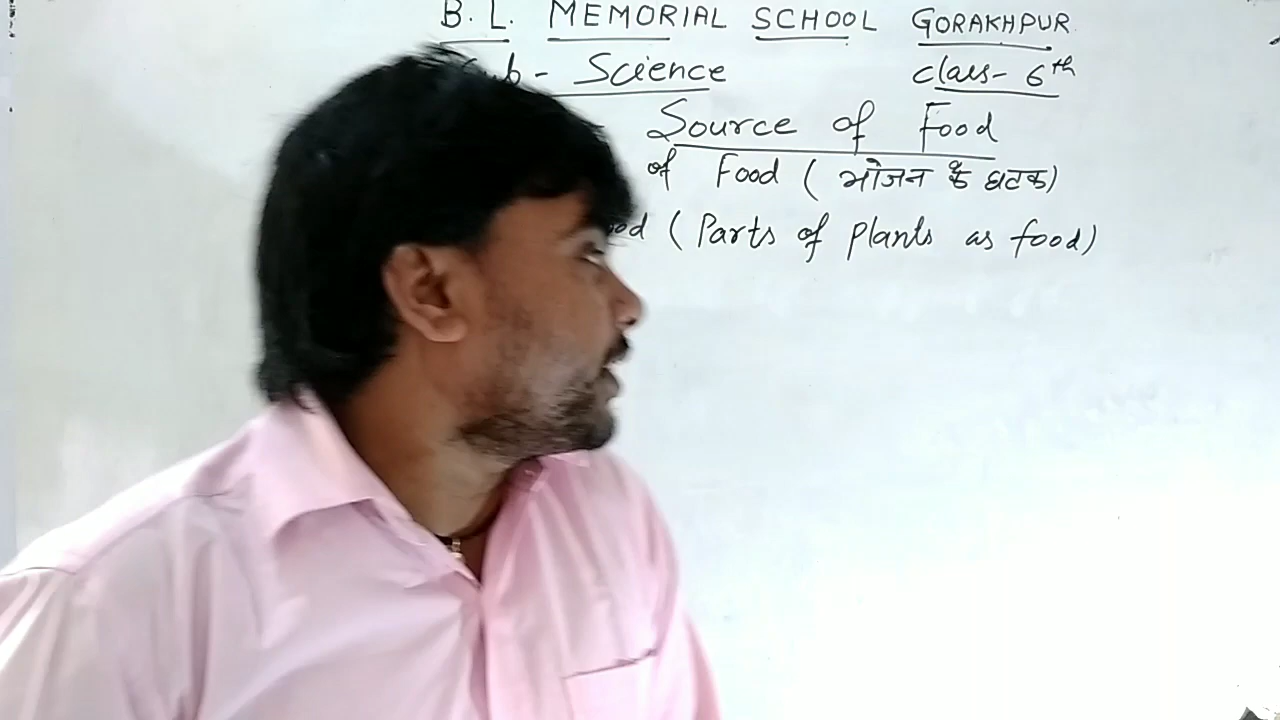 B. L. MEMORIAL SCHOOL GORAKHPUR
- Science class- 6th
Source of Food
of Food ( भोजन के घटक)
(Parts of plants as food)